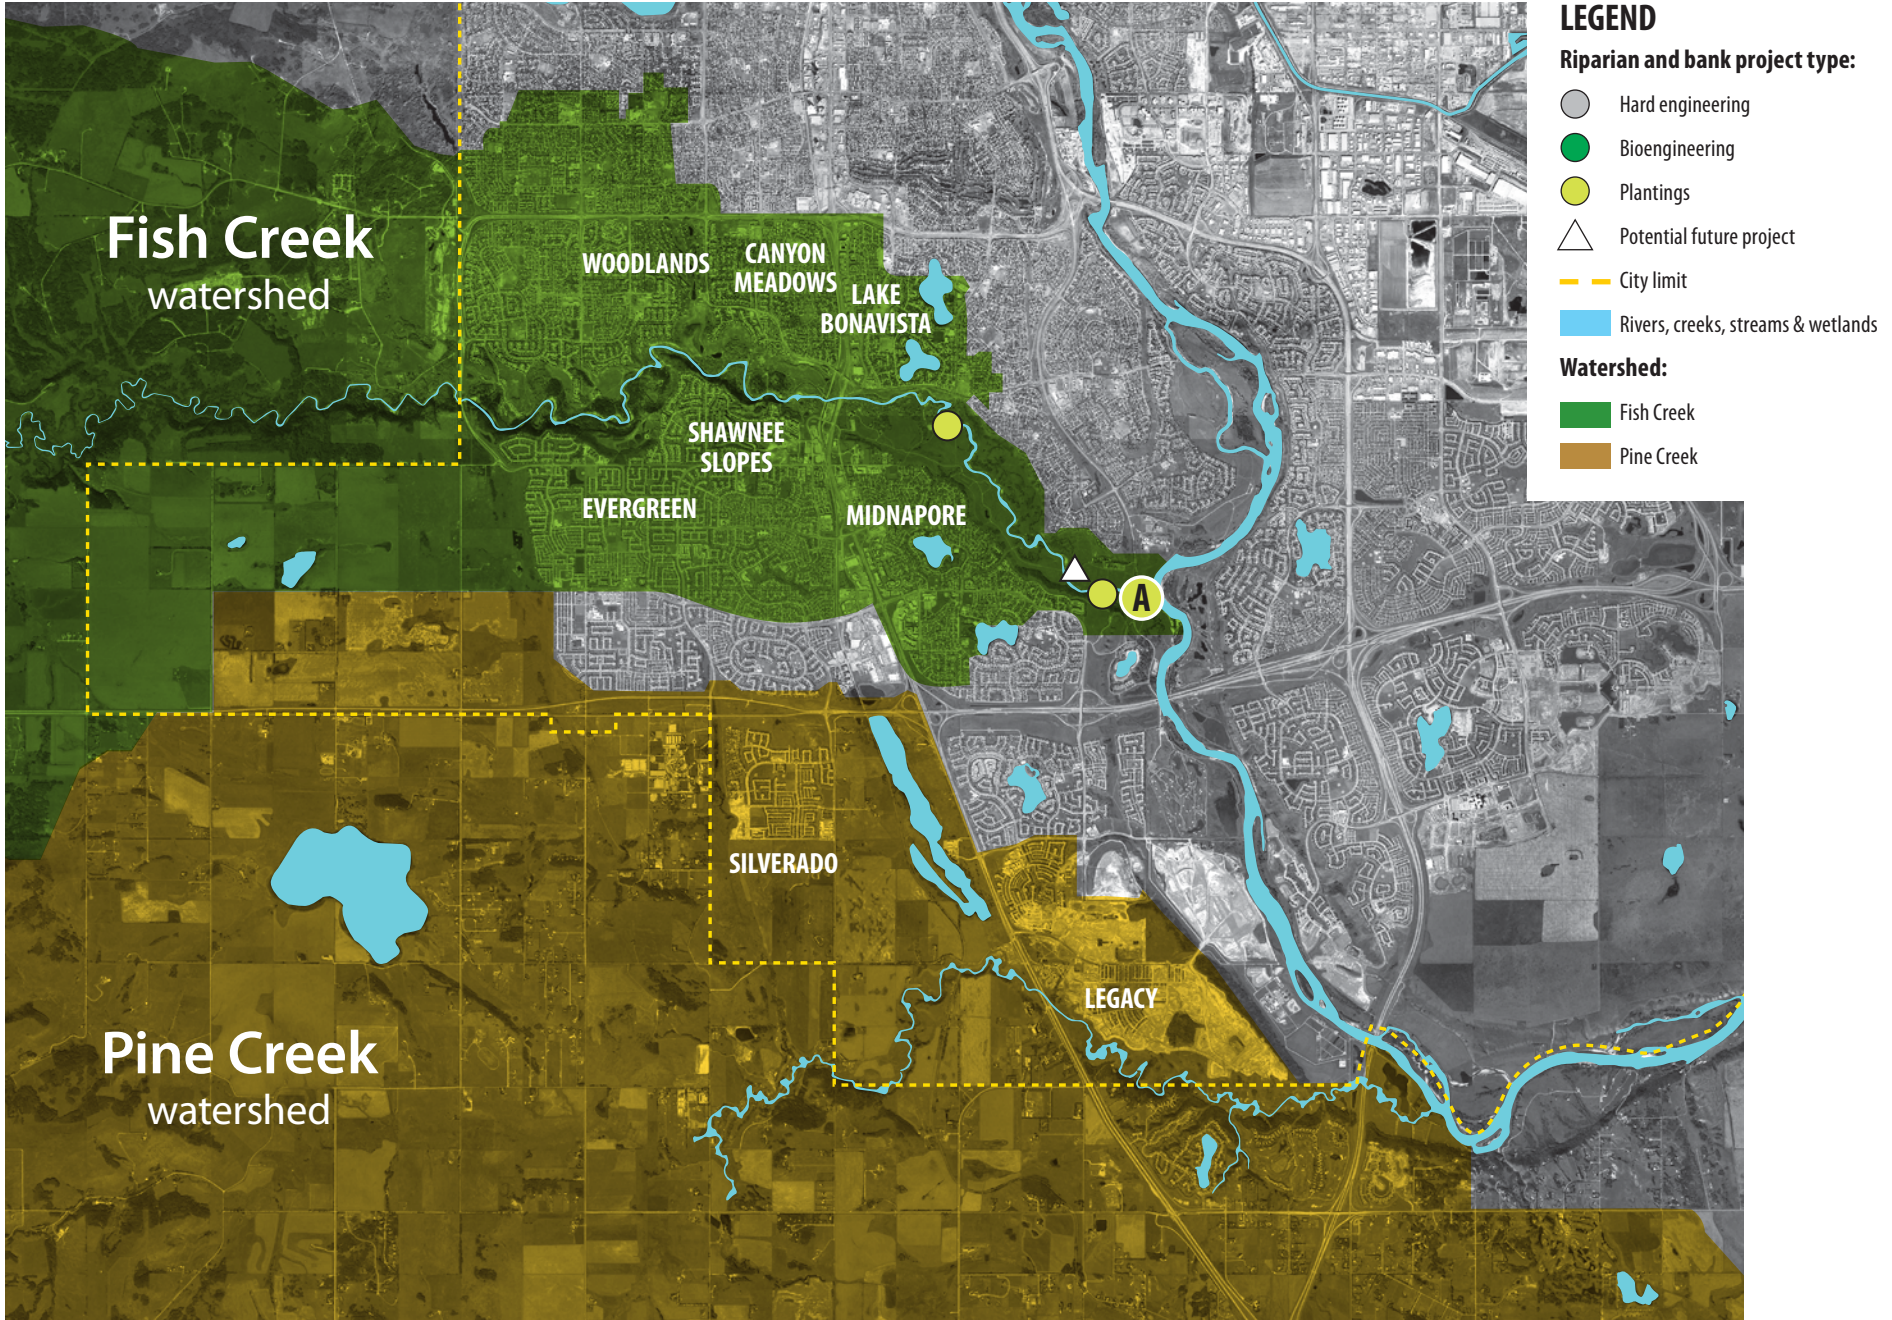 LEGEND
Riparian and bank project type:
Hard engineering
Bioengineering
Plantings
Potential future project
City limit
Rivers, creeks, streams & wetlands
Watershed:
Fish Creek
Pine Creek
Fish Creek
watershed
WOODLANDS
CANYON
MEADOWS
LAKE
BONAVISTA
SHAWNEE
SLOPES
EVERGREEN
MIDNAPORE
A
SILVERADO
LEGACY
Pine Creek
watershed